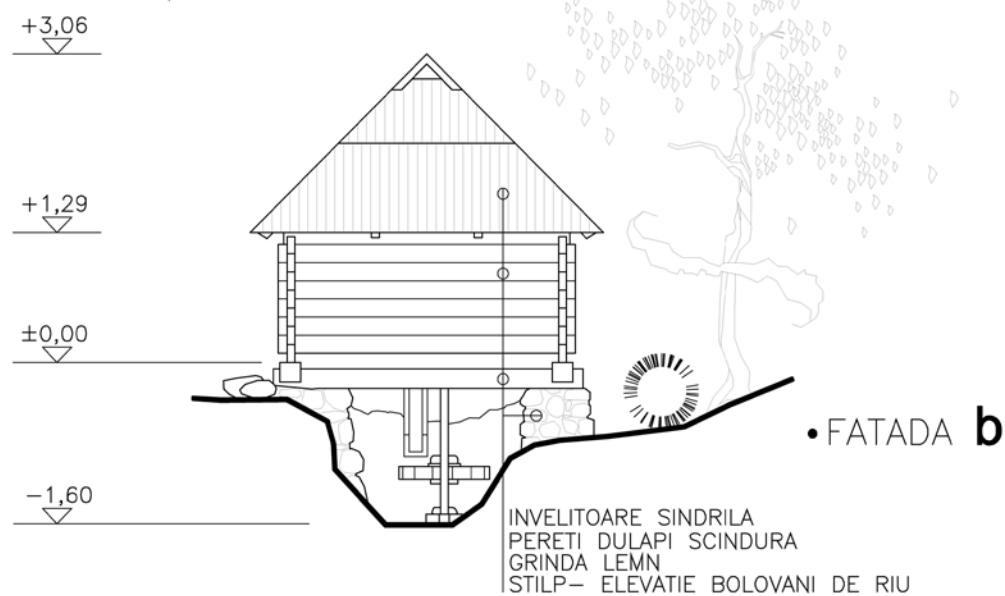 +3,06
+1,29
±0,00
• FATADA b
−1,60
INVELITOARE SINDRILA
PERETI DULAPI SCINDURA
GRINDA LEMN
STILP− ELEVATIE BOLOVANI DE RIU